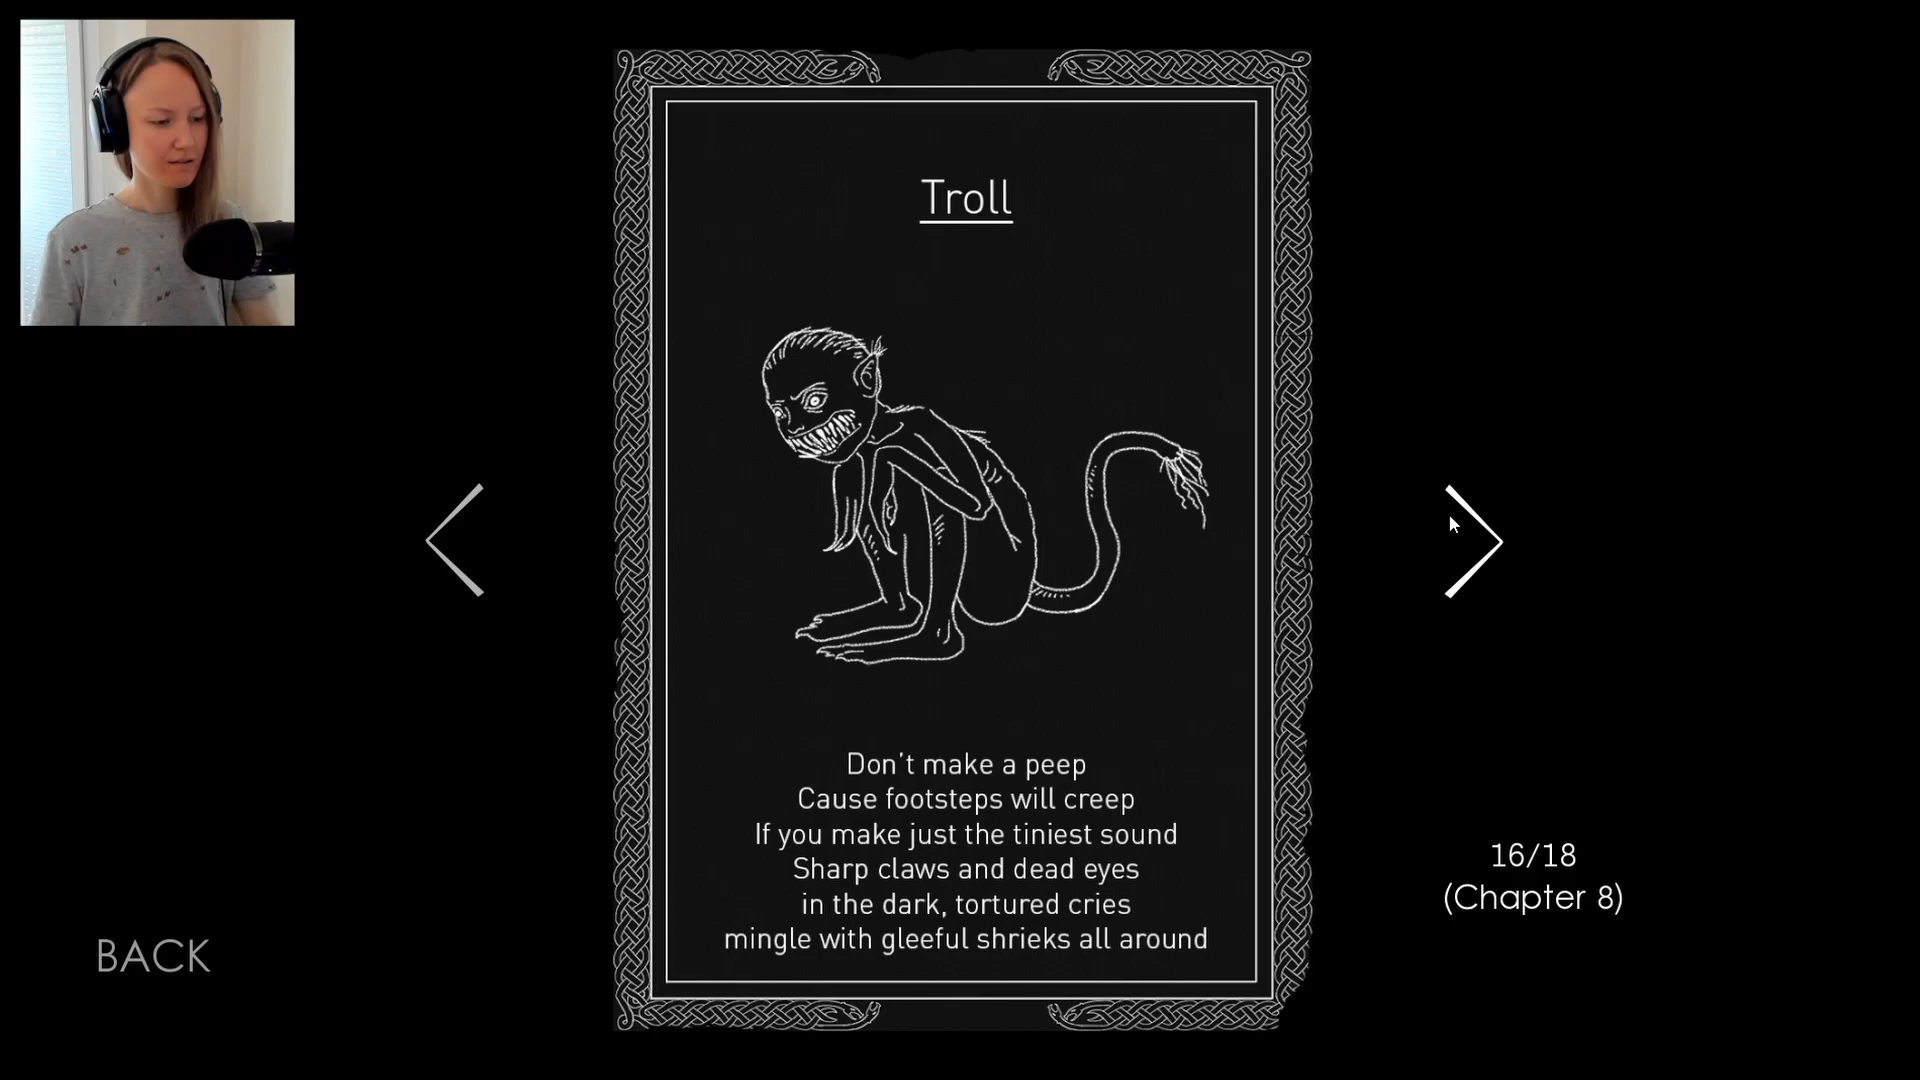 Troll
Don't make a peep
Cause footsteps will creep
If you make just the tiniest sound
Sharp claws and dead eyes
in the dark, tortured cries
mingle with gleeful shrieks all around
16/18
(Chapter 8)
BACK